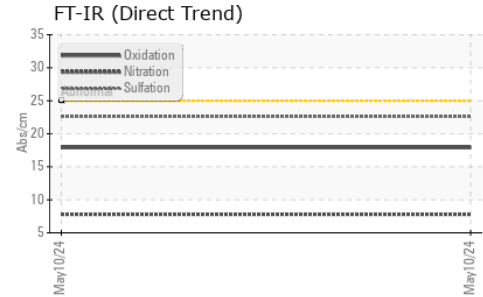 FT-IR (Direct Trend)
35
30
25
20
15
10
5
Abs/cm
Oxidation
Nitration
Sulfation
Abnormal
May10/24
May10/24